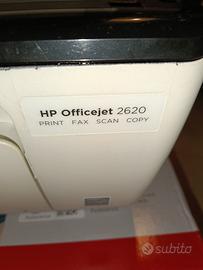 HP Officejet 2620
PRINT FAX SCAN COPY
subito